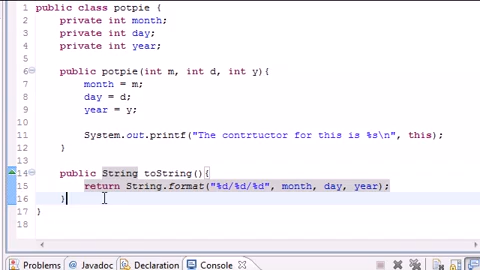 1 public class potpie {
2 private int month;
3 private int day;
4 private int year;
5
6 public potpie(int m, int d, int y){
7 month = m;
8 day = d;
9 year = y;
10
11 System.out.printf("The contrtuctor for this is %s\n", this);
12 }
13
14 public String toString(){
15 return String.format("%d/%d/%d", month, day, year);
16 }
17 }
18
Problems Javadoc Declaration Console